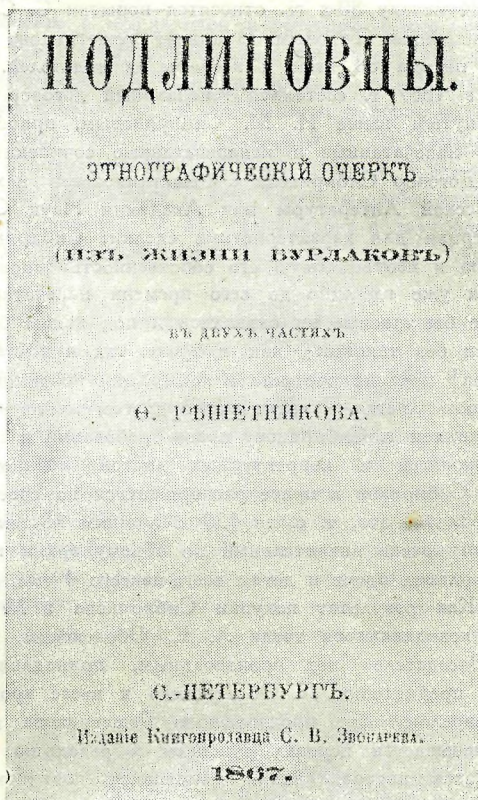 ПОДЛИПОВЦЫ.
ЭТНОГРАФИЧЕСКІЙ ОЧЕРКЪ
(ИЗЪ ЖИЗНИ БУРЛАКОВЪ)
ВЪ ДВУХЪ ЧАСТЯХЪ
Ѳ. РѢШЕТНИКОВА.
С.-ПЕТЕРБУРГЪ.
Изданіе Книгопродавца С. В. Звонарева.
1867.